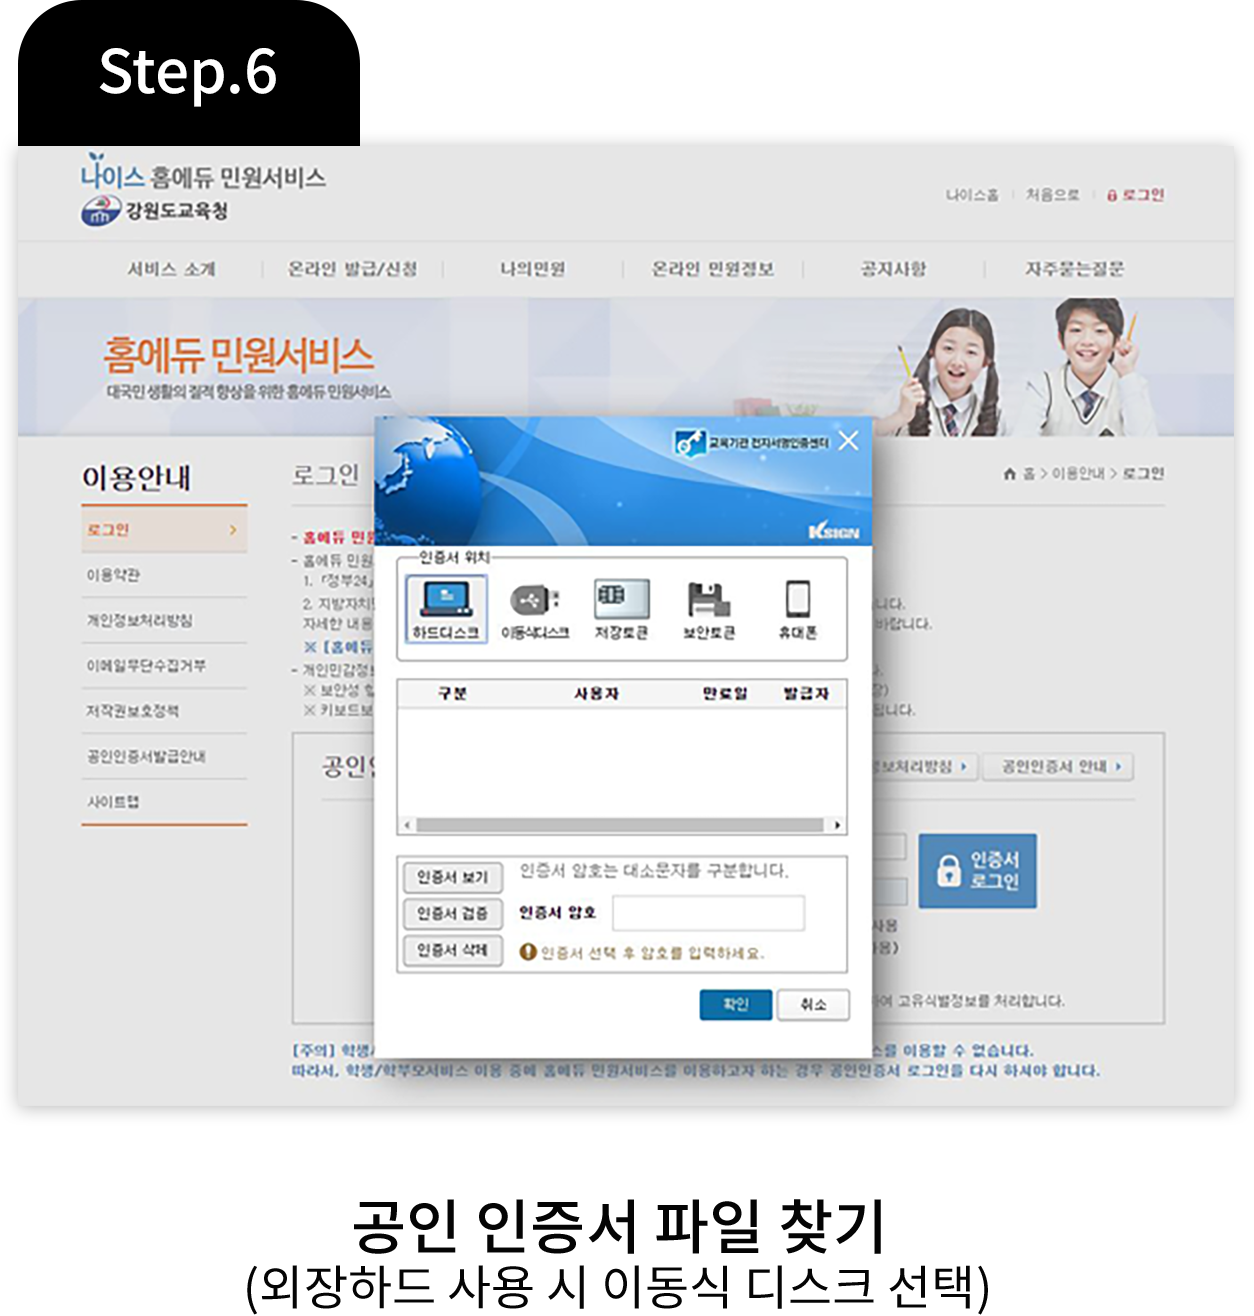 Step.6
나이스 홈에듀 민원서비스
강원도교육청
나이스홈 처음으로 로그인
서비스 소개 온라인 발급/신청 나의민원 온라인 민원정보 공지사항 자주묻는질문
홈에듀 민원서비스
대국민 생활의 질적 향상을 위한 홈에듀 민원서비스
이용안내
로그인
이용약관
개인정보처리방침
이메일무단수집거부
저작권보호정책
공인인증서발급안내
사이트맵
로그인
홈 > 이용안내 > 로그인
- 홈에듀 민원
- 홈에듀 민원
1. 「정부24」
2. 지방자치
니다.
자세한 내용
바랍니다.
※ [홈에듀
- 개인민감정보
다.
※ 보안성
장)
※ 키보드보
됩니다.
공인인
보처리방침
공인인증서 안내
인증서
로그인
사용
용)
하여 고유식별정보를 처리합니다.
[주의] 학생/
스를 이용할 수 없습니다.
따라서, 학생/학부모서비스 이용 중에 홈에듀 민원서비스를 이용하고자 하는 경우 공인인증서 로그인을 다시 하셔야 합니다.
교육기관 전자서명인증센터
KSIGN
인증서 위치
하드디스크 이동식디스크 저장토큰 보안토큰 휴대폰
구분 사용자 만료일 발급자
인증서 보기
인증서 암호는 대소문자를 구분합니다.
인증서 검증
인증서 암호
인증서 삭제
인증서 선택 후 암호를 입력하세요.
확인 취소
공인 인증서 파일 찾기
(외장하드 사용 시 이동식 디스크 선택)